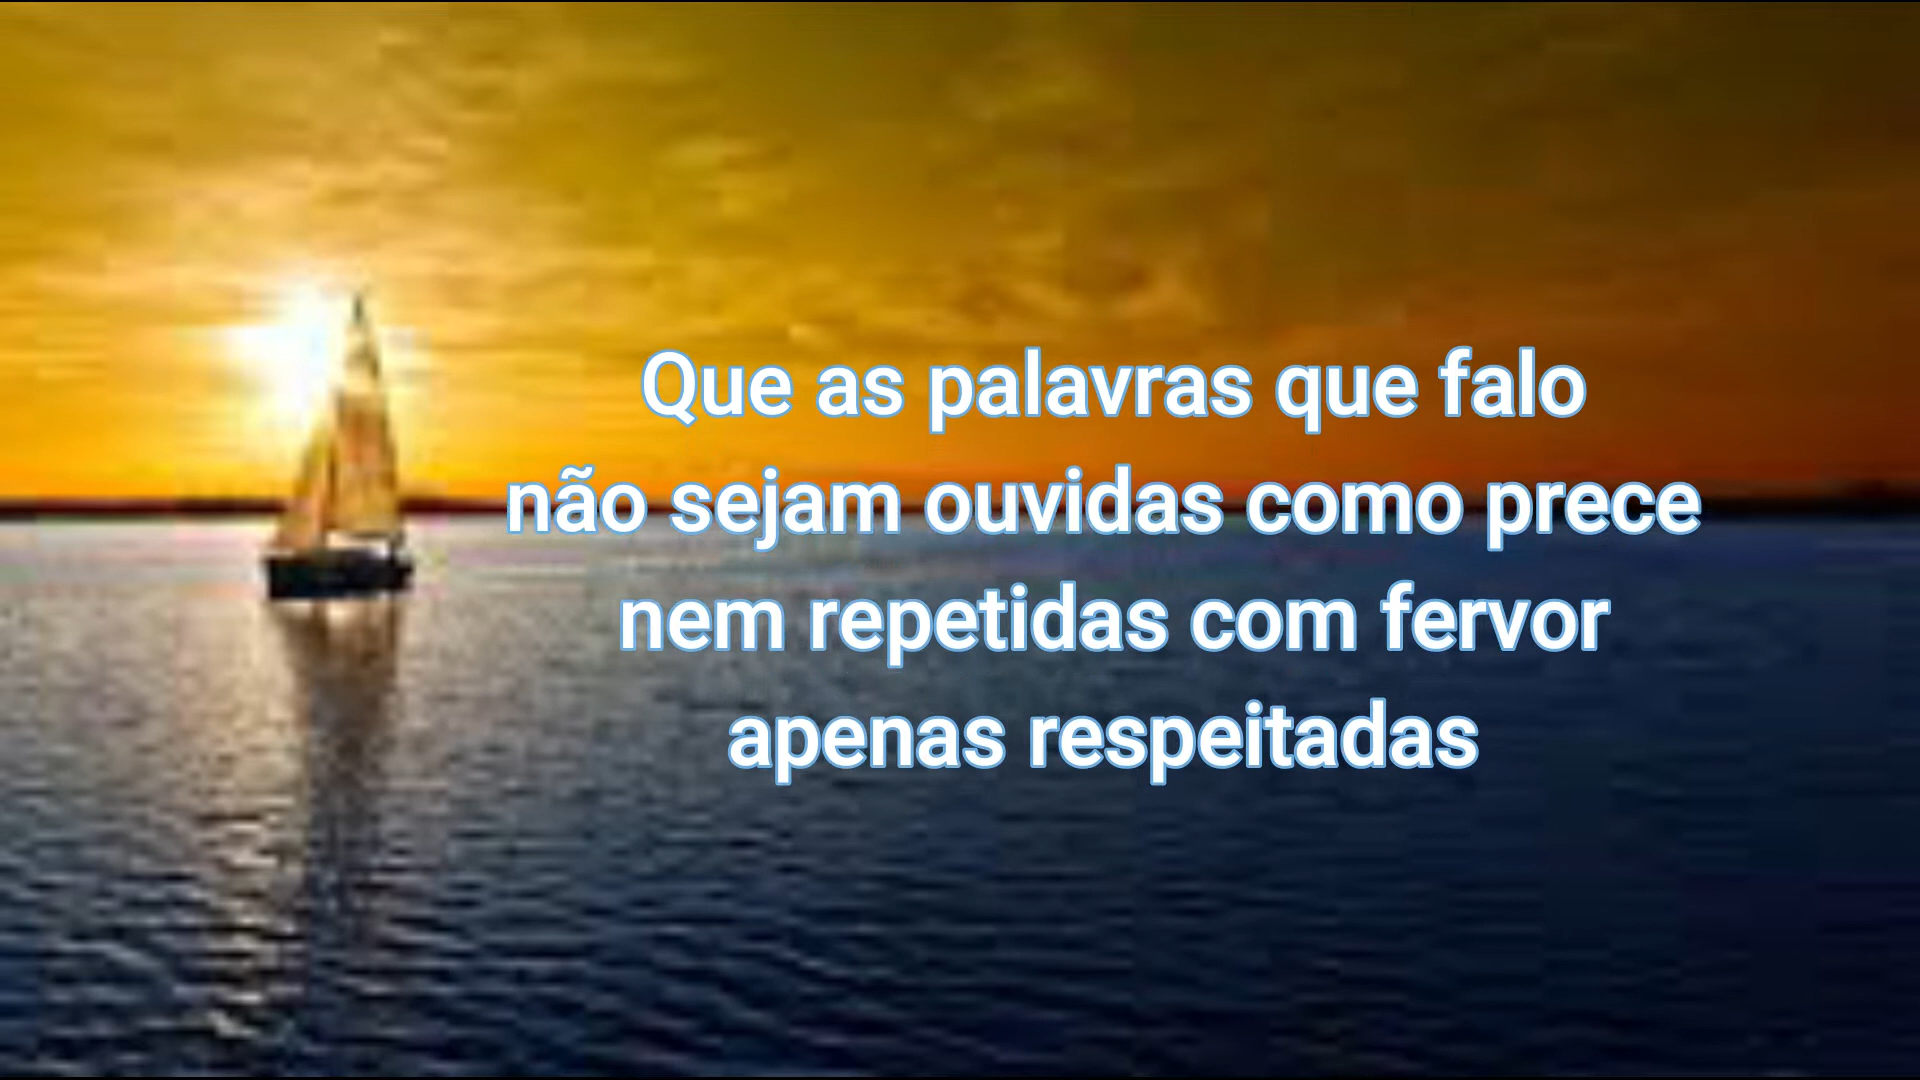 Que as palavras que falo
não sejam ouvidas como prece
nem repetidas com fervor
apenas respeitadas